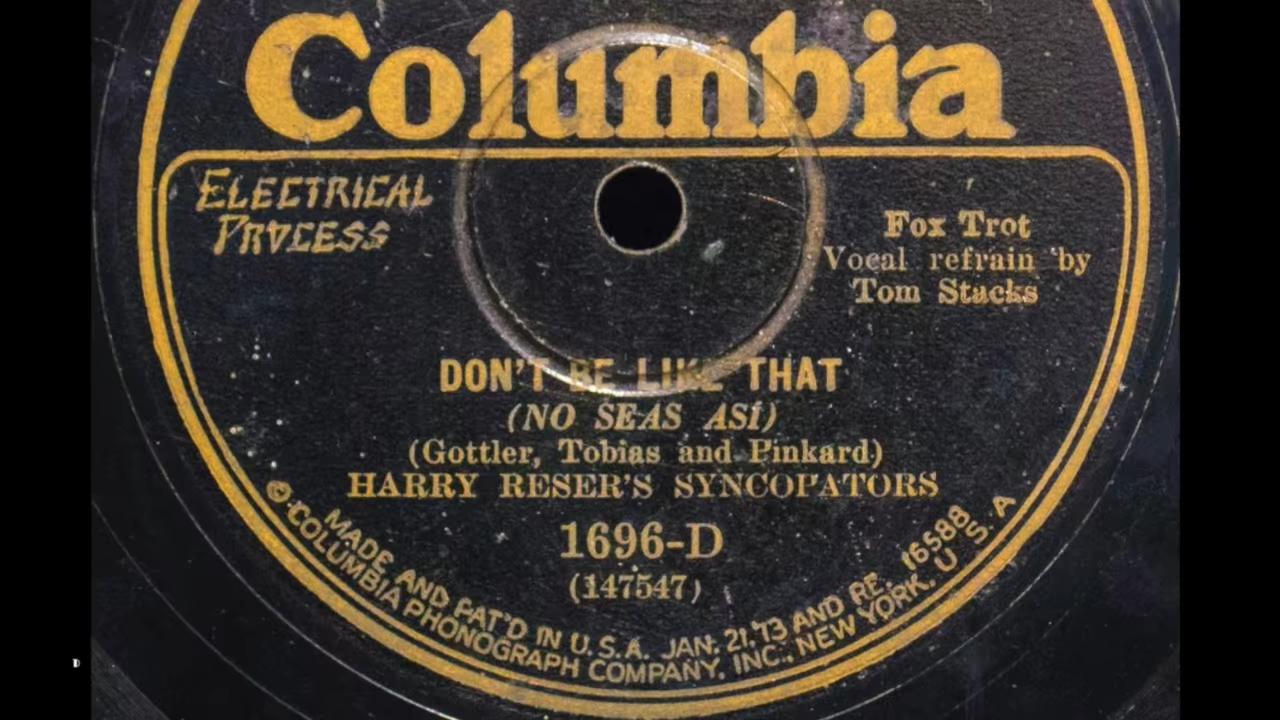 Columbia
ELECTRICAL
PROCESS
Fox Trot
Vocal refrain by
Tom Stacks
DON'T BE LIKE THAT
(NO SEAS ASÍ)
(Gottler, Tobias and Pinkard)
HARRY RESER'S SYNCOPATORS
1696-D
(147547)
MADE AND PAT'D IN U.S.A. JAN. 21.'13 AND RE. 16588
© COLUMBIA PHONOGRAPH COMPANY, INC., NEW YORK. U. S. A